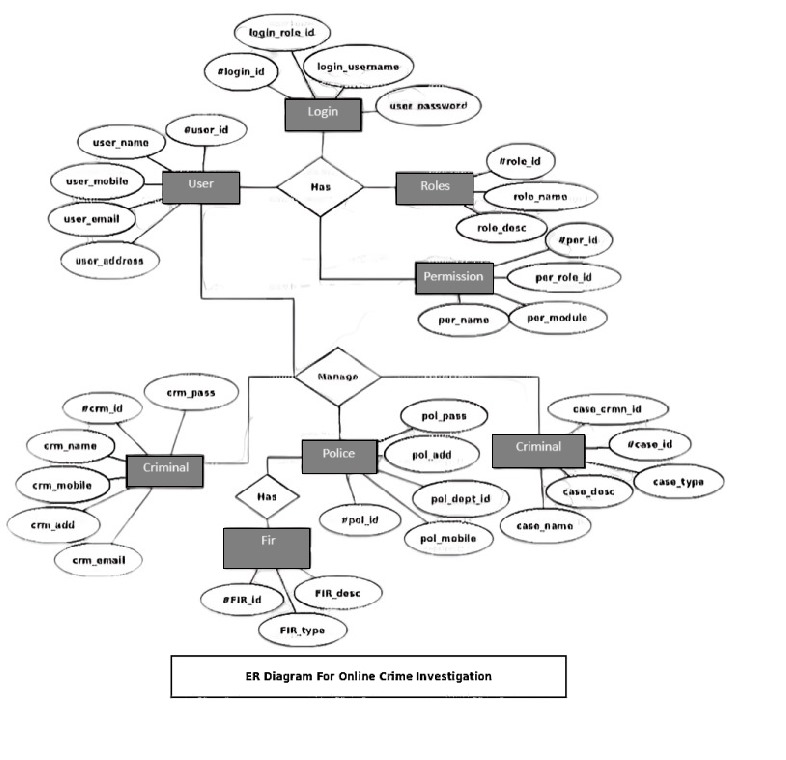 login_role_id
login_username
#login_id
user_password
Login
#user_id
user_name
user_mobile
user_email
user_address
User
Has
Roles
#role_id
role_name
role_desc
#per_id
Permission
per_role_id
per_name
per_module
Manage
crm_pass
#crm_id
crm_name
crm_mobile
crm_add
crm_email
Criminal
pol_pass
pol_add
Police
pol_dept_id
#pol_id
pol_mobile
Has
Fir
#FIR_id
FIR_desc
FIR_type
case_crmn_id
Criminal
#case_id
case_type
case_desc
case_name
ER Diagram For Online Crime Investigation